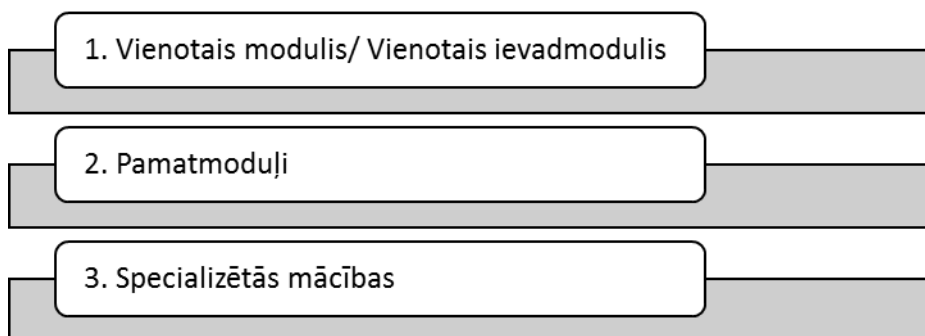 1. Vienotais modulis/ Vienotais ievadmodulis
2. Pamatmoduļi
3. Specializētās mācības